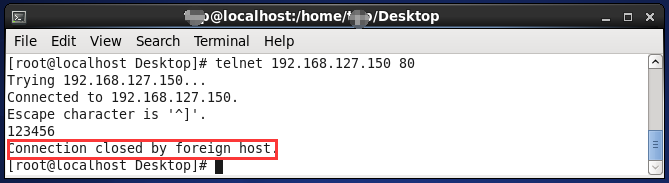 p@localhost:/home/ p/Desktop
File Edit View Search Terminal Help
[root@localhost Desktop]# telnet 192.168.127.150 80
Trying 192.168.127.150...
Connected to 192.168.127.150.
Escape character is '^]'.
123456
Connection closed by foreign host.
[root@localhost Desktop]#